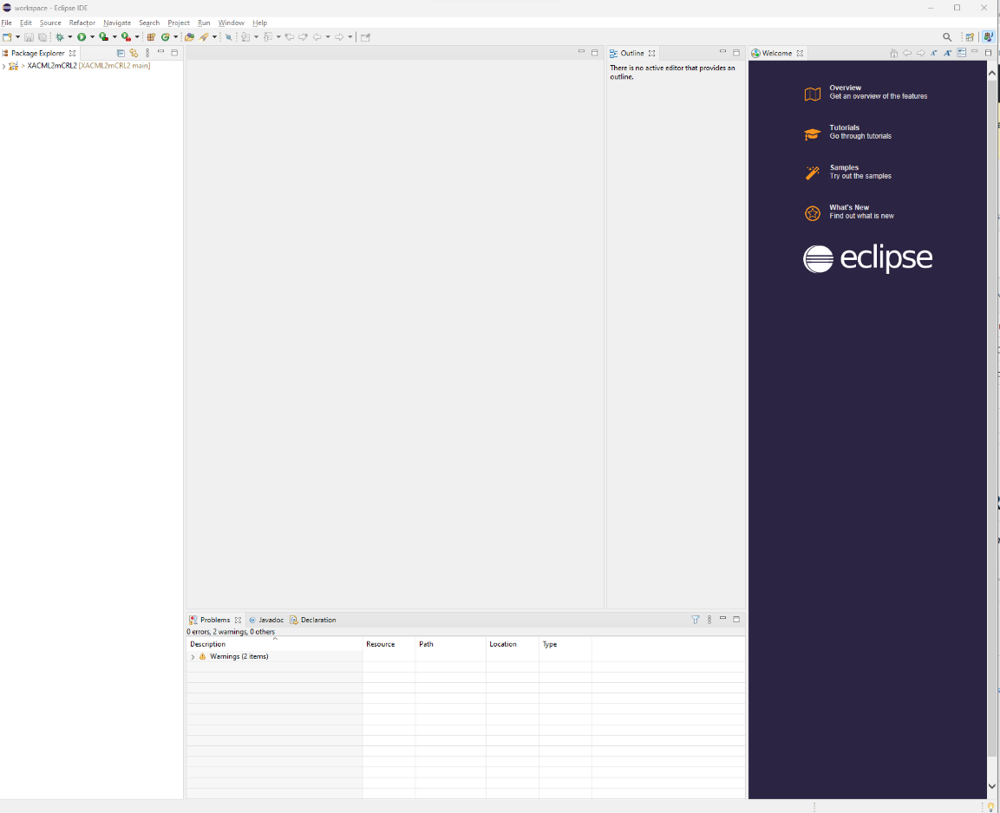 workspace - Eclipse IDE
File Edit Source Refactor Navigate Search Project Run Window Help
Package Explorer
> XACML2mCRL2 [XACML2mCRL2 main]
Outline
There is no active editor that provides an
outline.
Welcome
Overview
Get an overview of the features
Tutorials
Go through tutorials
Samples
Try out the samples
What's New
Find out what is new
eclipse
Problems @ Javadoc Declaration
0 errors, 2 warnings, 0 others
Description Resource Path Location Type
Warnings (2 items)